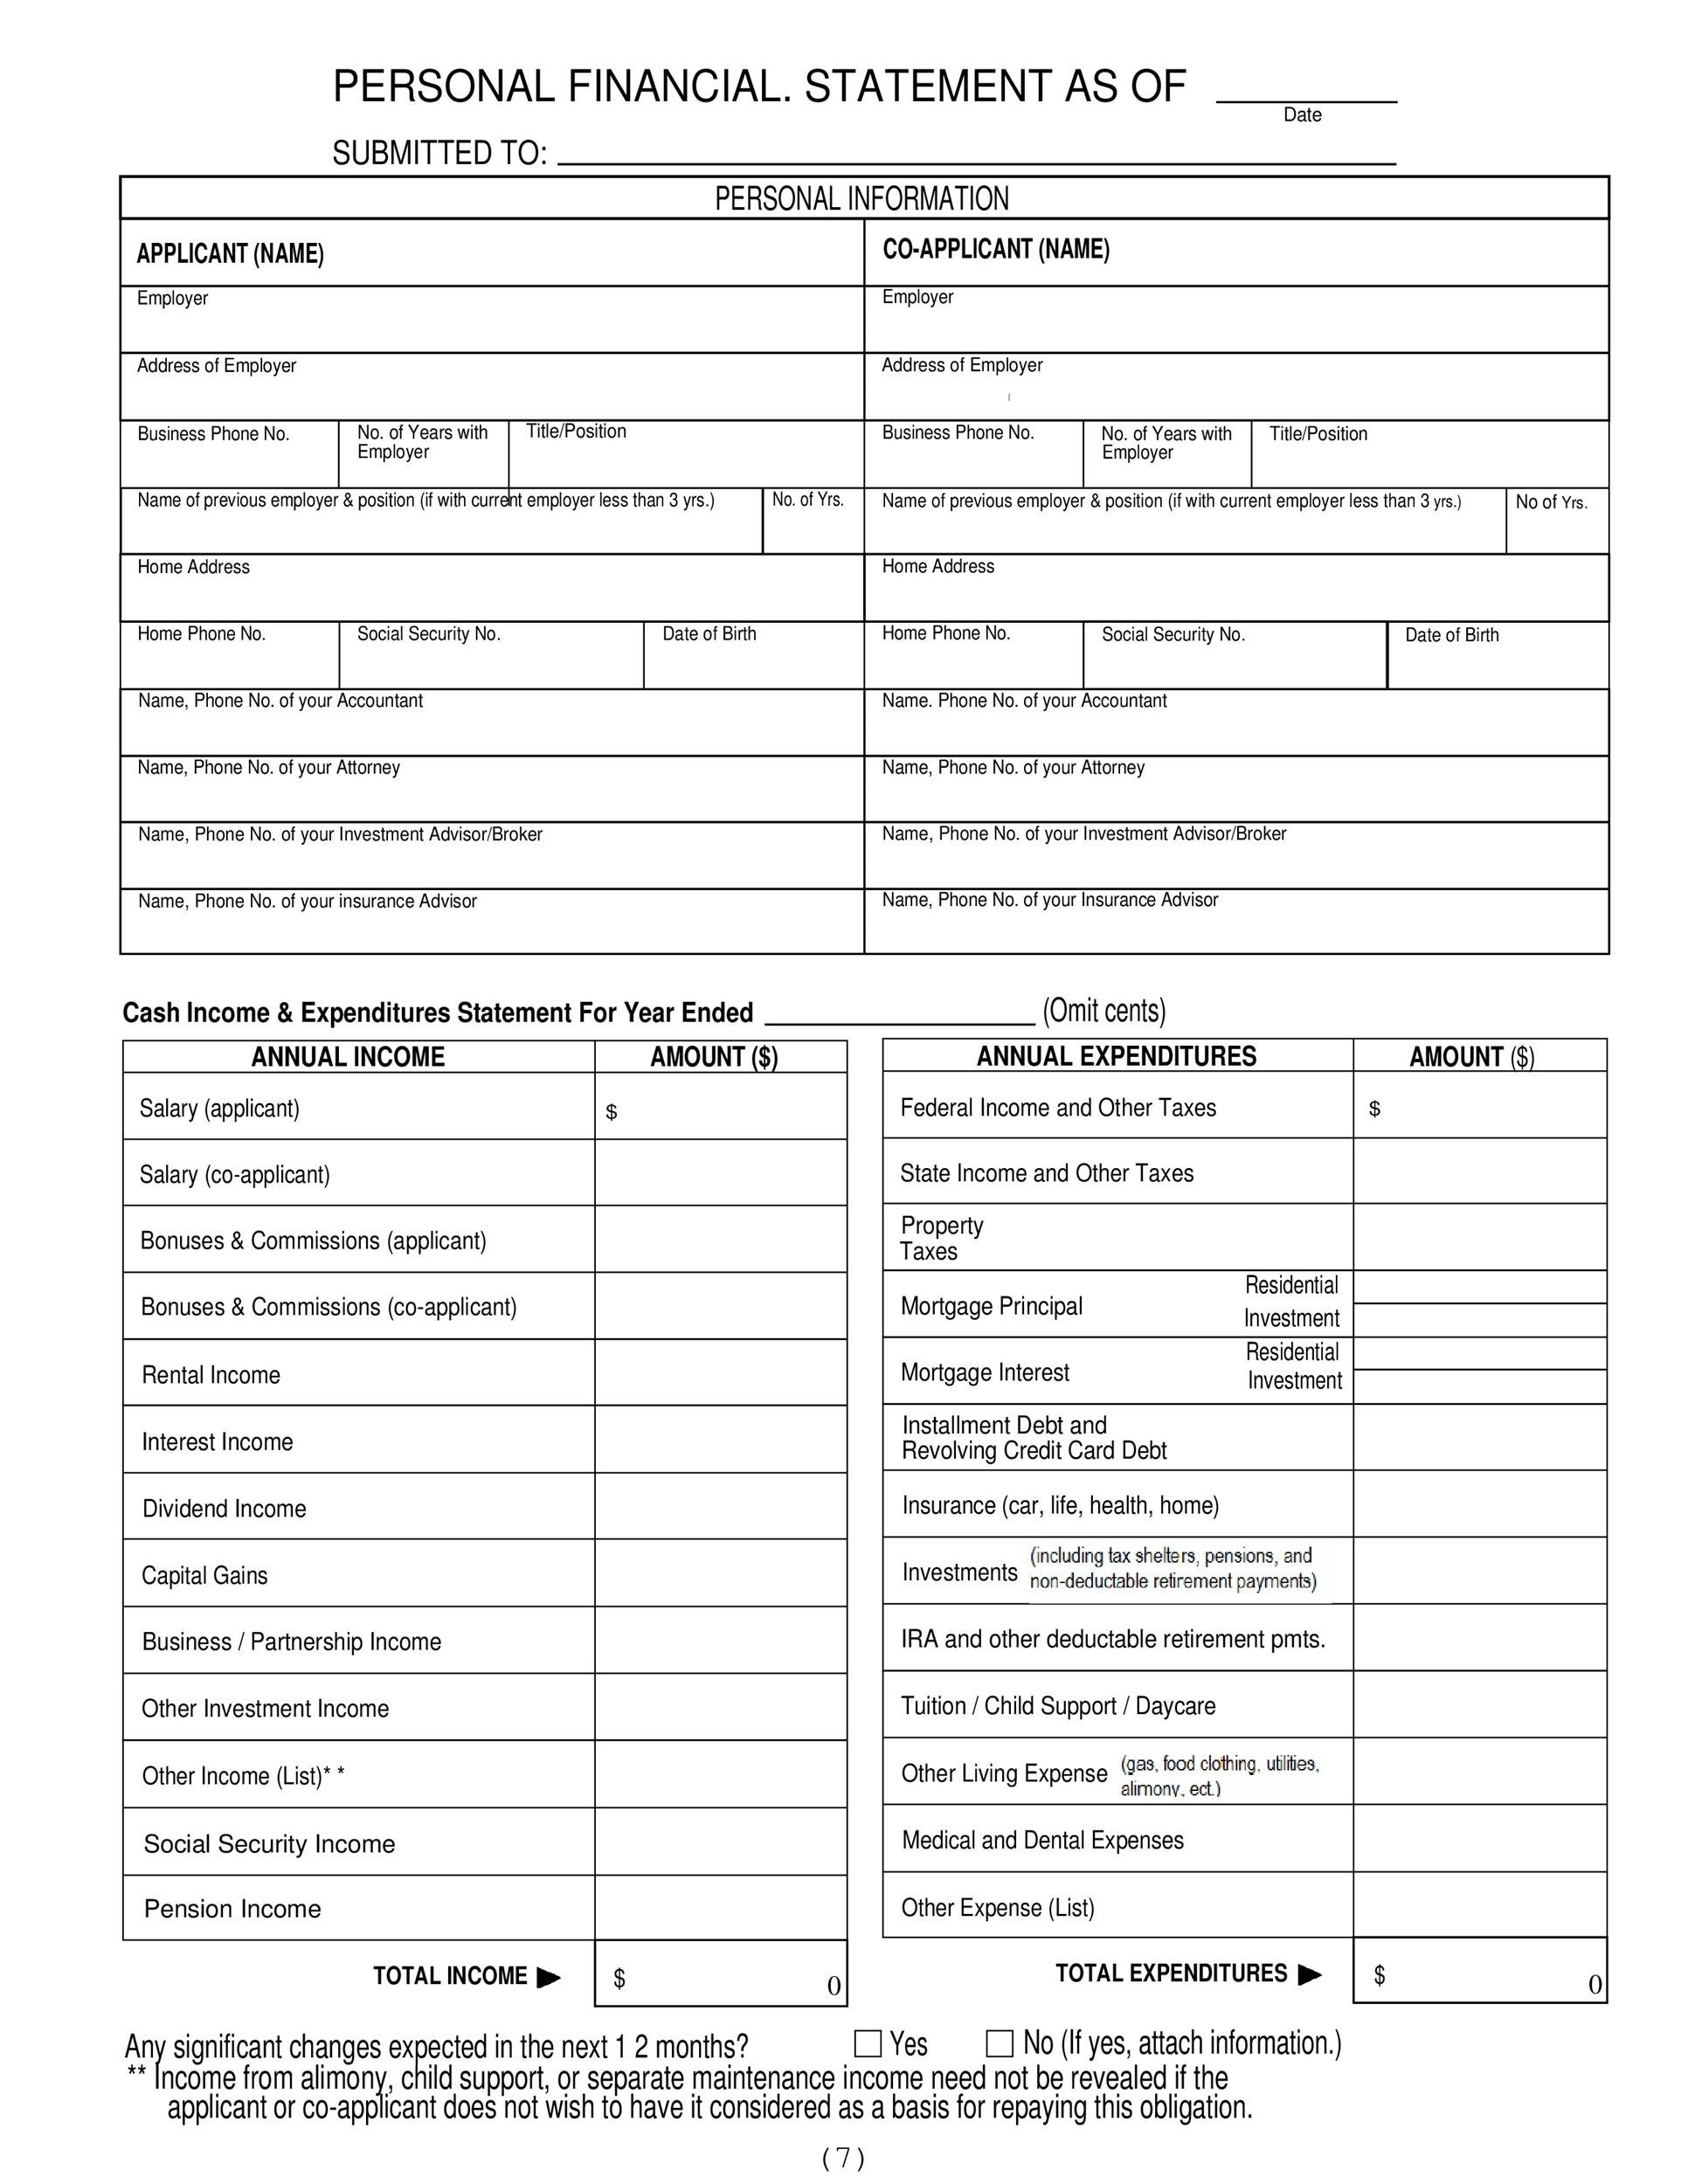 PERSONAL FINANCIAL. STATEMENT AS OF
Date
SUBMITTED TO:
PERSONAL INFORMATION
APPLICANT (NAME) CO-APPLICANT (NAME)
Employer Employer
Address of Employer Address of Employer
Business Phone No. No. of Years with Employer Title/Position Business Phone No. No. of Years with Employer Title/Position
Name of previous employer & position (if with current employer less than 3 yrs.) No. of Yrs. Name of previous employer & position (if with current employer less than 3 yrs.) No of Yrs.
Home Address Home Address
Home Phone No. Social Security No. Date of Birth Home Phone No. Social Security No. Date of Birth
Name, Phone No. of your Accountant Name. Phone No. of your Accountant
Name, Phone No. of your Attorney Name, Phone No. of your Attorney
Name, Phone No. of your Investment Advisor/Broker Name, Phone No. of your Investment Advisor/Broker
Name, Phone No. of your insurance Advisor Name, Phone No. of your Insurance Advisor
Cash Income & Expenditures Statement For Year Ended (Omit cents)
ANNUAL INCOME AMOUNT ($)
Salary (applicant) $
Salary (co-applicant)
Bonuses & Commissions (applicant)
Bonuses & Commissions (co-applicant)
Rental Income
Interest Income
Dividend Income
Capital Gains
Business / Partnership Income
Other Investment Income
Other Income (List)* *
Social Security Income
Pension Income
TOTAL INCOME $ 0
ANNUAL EXPENDITURES AMOUNT ($)
Federal Income and Other Taxes $
State Income and Other Taxes
Property
Taxes
Mortgage Principal Residential
Investment
Mortgage Interest Residential
Investment
Installment Debt and
Revolving Credit Card Debt
Insurance (car, life, health, home)
Investments (including tax shelters, pensions, and
non-deductable retirement payments)
IRA and other deductable retirement pmts.
Tuition / Child Support / Daycare
Other Living Expense (gas, food clothing, utilities,
alimony, ect.)
Medical and Dental Expenses
Other Expense (List)
TOTAL EXPENDITURES $ 0
Any significant changes expected in the next 1 2 months? Yes No (If yes, attach information.)
** Income from alimony, child support, or separate maintenance income need not be revealed if the
applicant or co-applicant does not wish to have it considered as a basis for repaying this obligation.
(7)